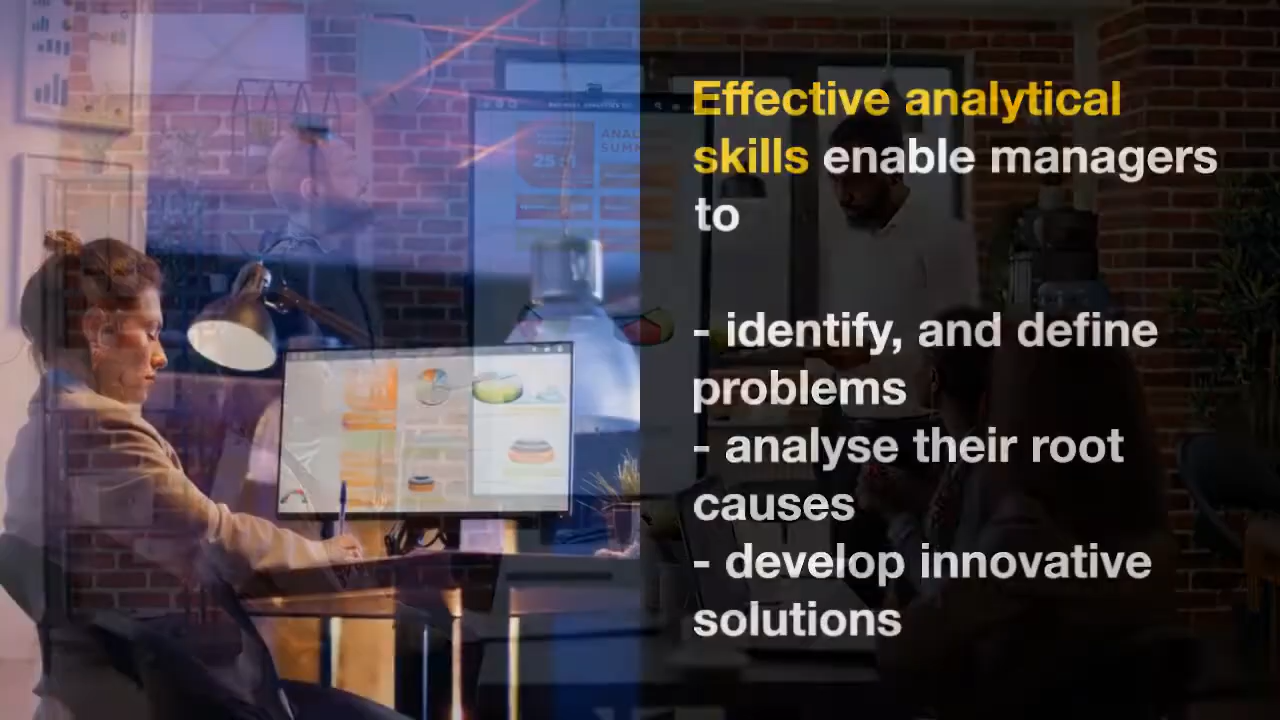 Effective analytical
skills enable managers
to
- identify, and define
problems
- analyse their root
causes
- develop innovative
solutions